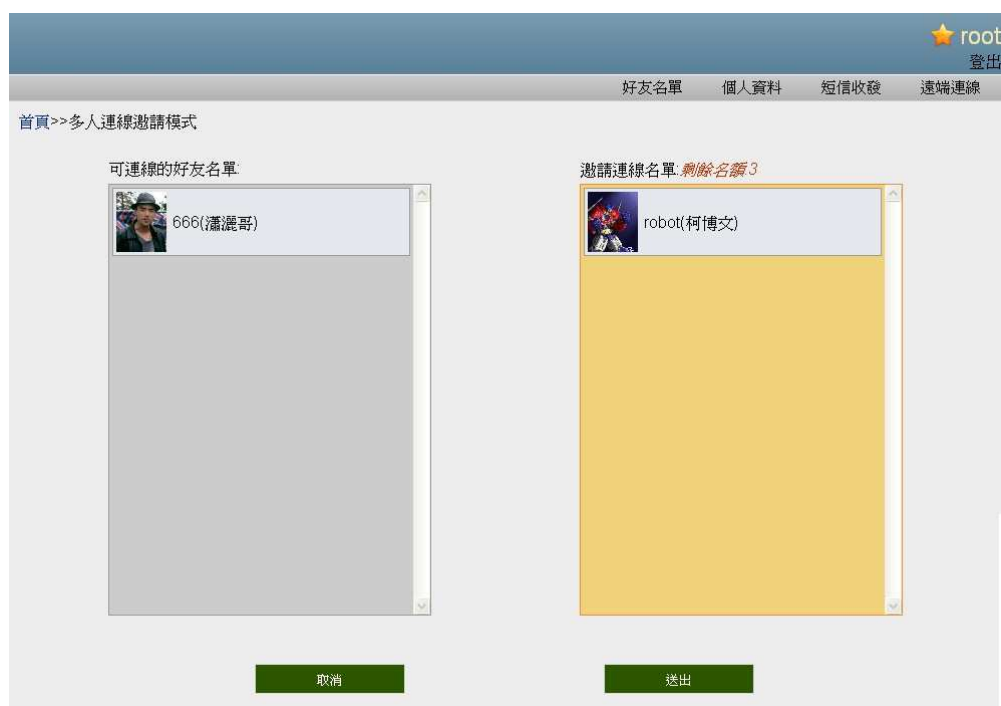 root
登出
好友名單 個人資料 短信收發 遠端連線
首頁>>多人連線邀請模式
可連線的好友名單:
666(瀟灑哥)
邀請連線名單:剩餘名額 3
robot(柯博文)
取消
送出